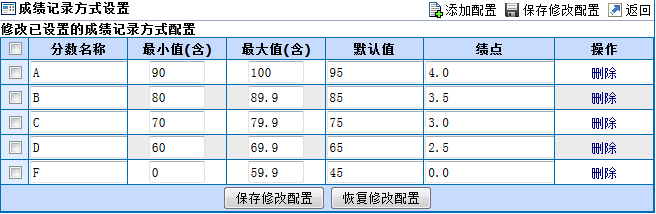 成绩记录方式设置 添加配置 保存修改配置 返回
修改已设置的成绩记录方式配置
分数名称 最小值(含) 最大值(含) 默认值 绩点 操作
A 90 100 95 4.0 删除
B 80 89.9 85 3.5 删除
C 70 79.9 75 3.0 删除
D 60 69.9 65 2.5 删除
F 0 59.9 45 0.0 删除
保存修改配置 恢复修改配置